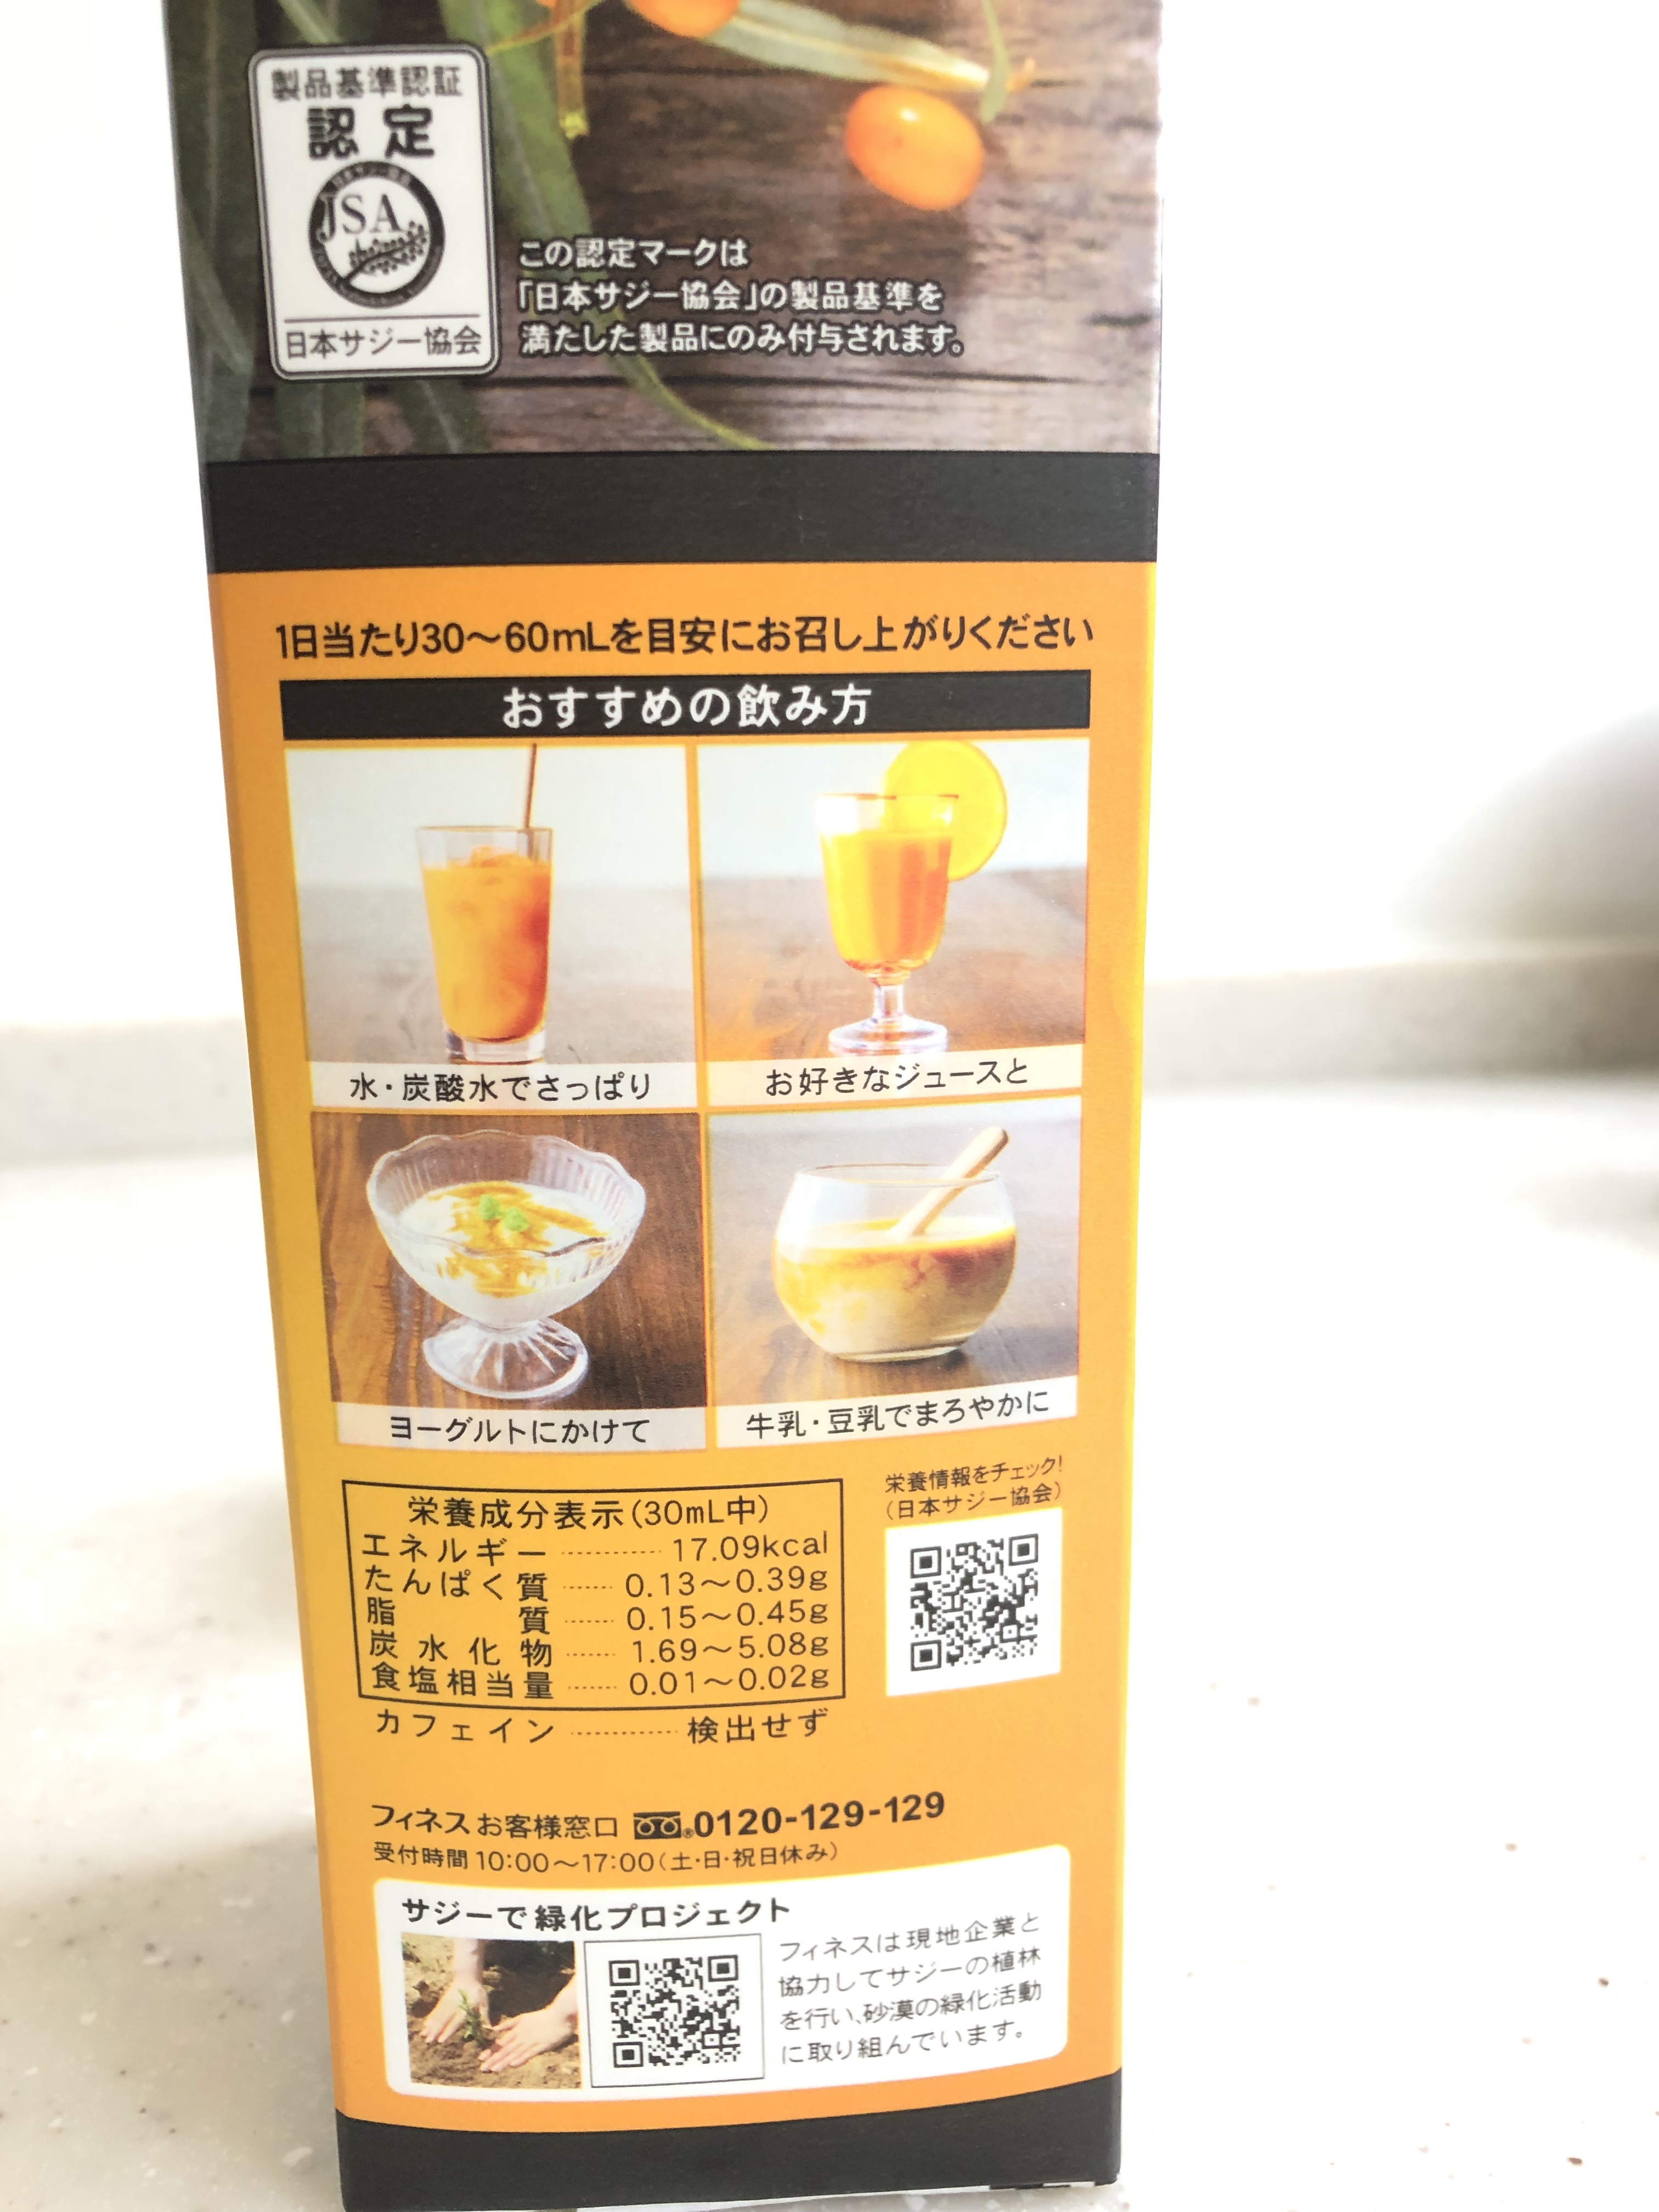 製品基準認証
認定
日本サジー協会
JSA
日本サジー協会
この認定マークは
「日本サジー協会」の製品基準を
満たした製品にのみ付与されます。
1日当たり30〜60mLを目安にお召し上がりください
おすすめの飲み方
水・炭酸水でさっぱり
お好きなジュースと
ヨーグルトにかけて
牛乳・豆乳でまろやかに
栄養成分表示(30mL中)
エネルギー ………… 17.09kcal
たんぱく質 …… 0.13〜0.39g
脂質 …… 0.15〜0.45g
炭水化物 …… 1.69〜5.08g
食塩相当量 …… 0.01〜0.02g
カフェイン ………… 検出せず
栄養情報をチェック!
(日本サジー協会)
フィネスお客様窓口 ®0120-129-129
受付時間 10:00〜17:00(土・日・祝日休み)
サジーで緑化プロジェクト
フィネスは現地企業と
協力してサジーの植林
を行い、砂漠の緑化活動
に取り組んでいます。